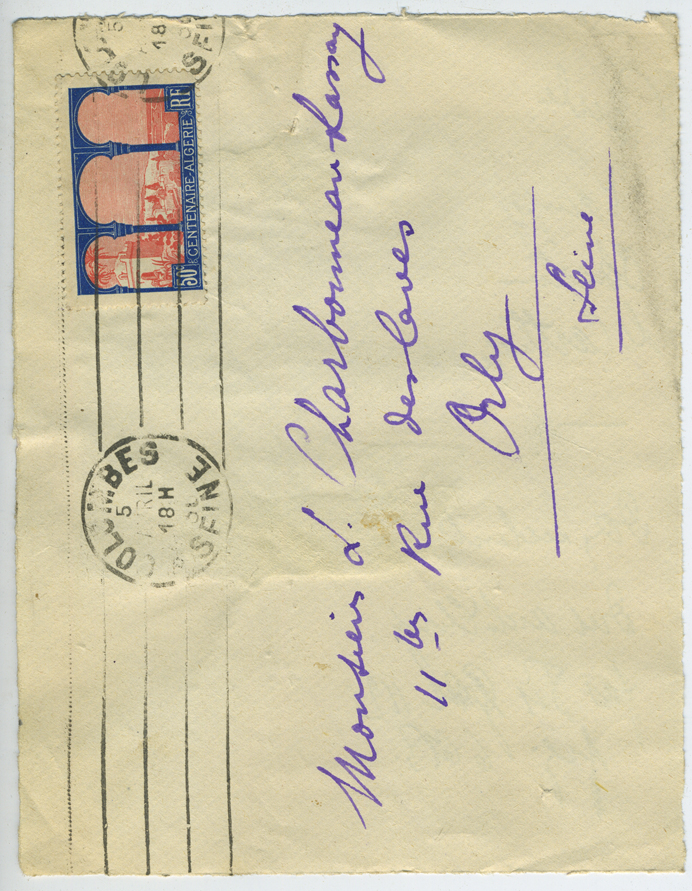 COLOMBES
5
AVRIL
18H
SEINE
RF
CENTENAIRE-ALGERIE
50c
Monsieur L. Charbonneau-Lassay
11 bis Rue des Caves
Orly
Seine